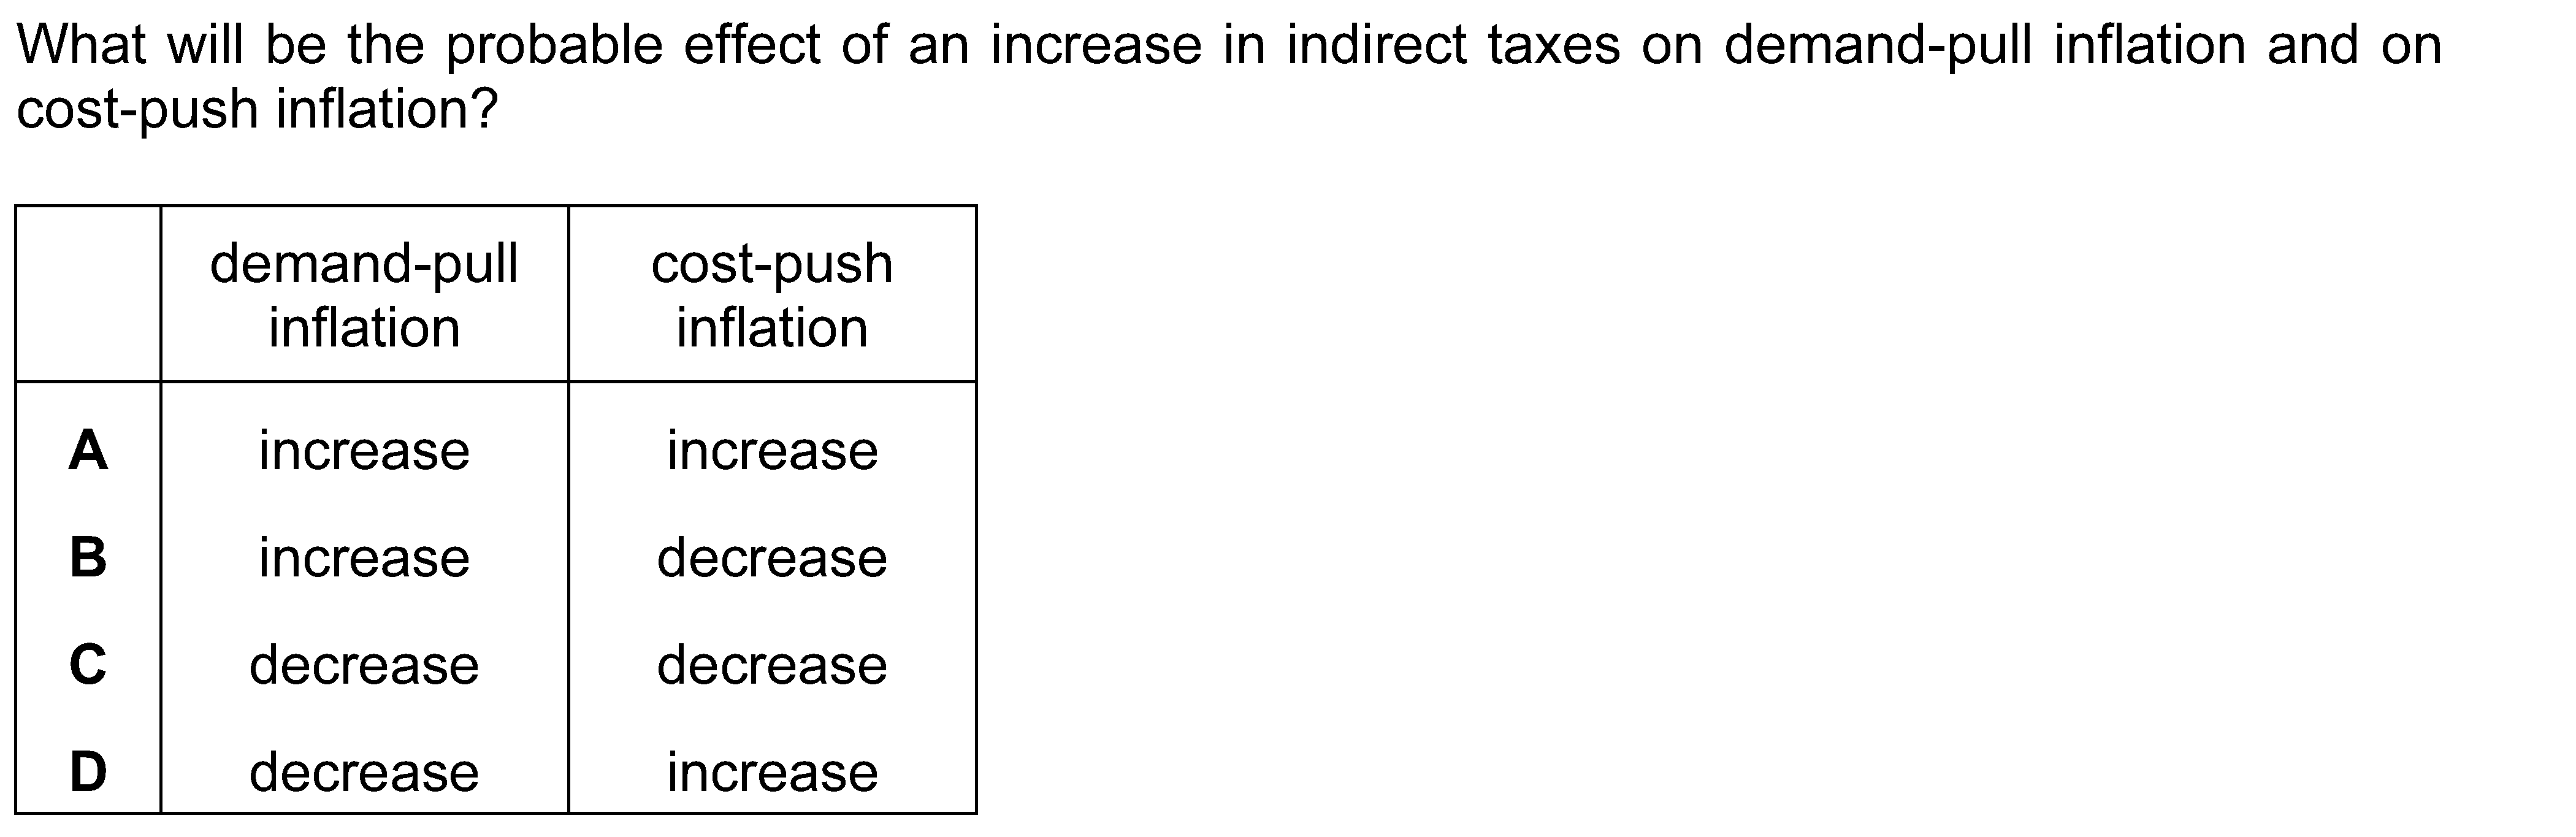 What will be the probable effect of an increase in indirect taxes on demand-pull inflation and on
cost-push inflation?
demand-pull inflation cost-push inflation
A increase increase
B increase decrease
C decrease decrease
D decrease increase